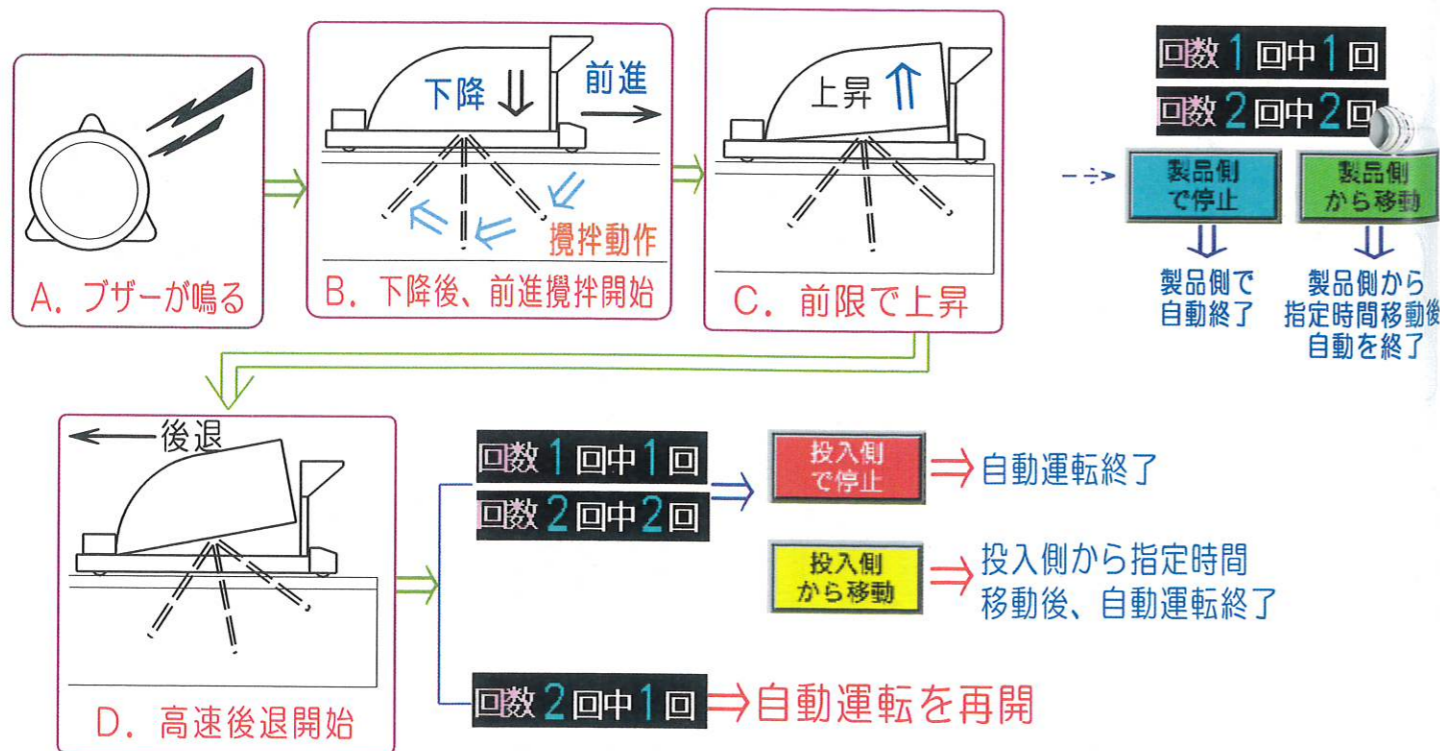 下降
前進
攪拌動作
A. ブザーが鳴る
B. 下降後、前進攪拌開始
上昇
C. 前限で上昇
回数1回中1回
回数2回中2回
製品側
で停止
製品側
から移動
製品側で
自動終了
製品側から
指定時間移動後
自動を終了
後退
D. 高速後退開始
回数1回中1回
回数2回中2回
投入側
で停止
自動運転終了
投入側
から移動
投入側から指定時間
移動後、自動運転終了
回数2回中1回
自動運転を再開